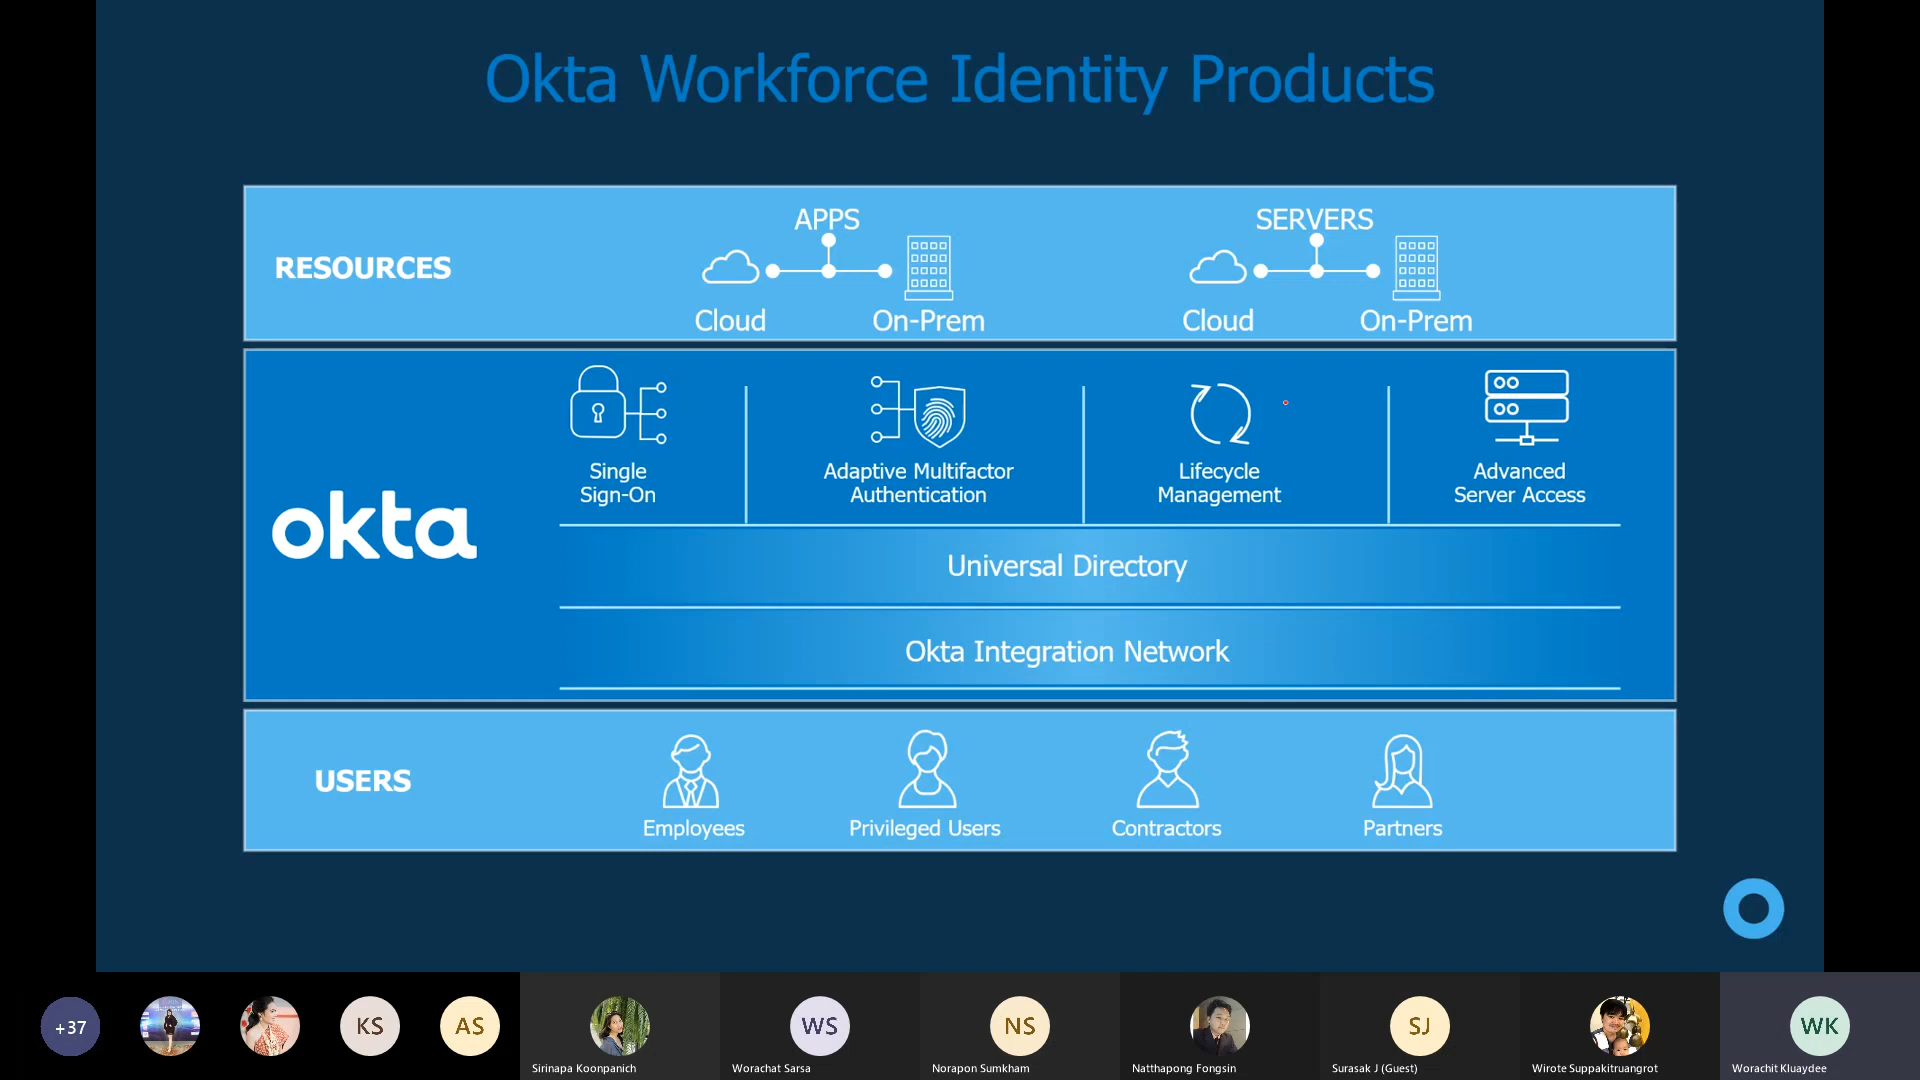 Okta Workforce Identity Products
RESOURCES
APPS
Cloud
On-Prem
SERVERS
Cloud
On-Prem
okta
Single
Sign-On
Adaptive Multifactor
Authentication
Lifecycle
Management
Advanced
Server Access
Universal Directory
Okta Integration Network
USERS
Employees
Privileged Users
Contractors
Partners
+37
KS
AS
Sirinapa Koonpanich
WS
Worachat Sarsa
NS
Norapon Sumkham
Natthapong Fongsin
SJ
Surasak J (Guest)
Wirote Suppakitruangrot
WK
Worachit Kluaydee